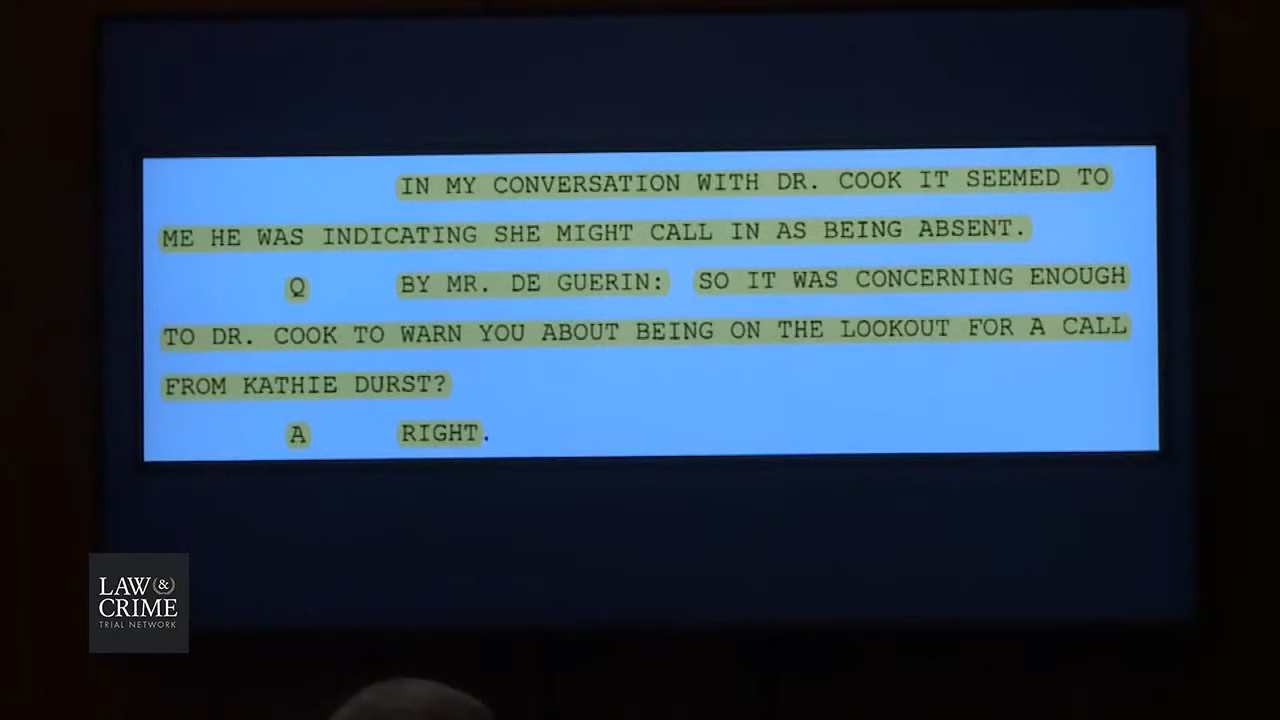 IN MY CONVERSATION WITH DR. COOK IT SEEMED TO
ME HE WAS INDICATING SHE MIGHT CALL IN AS BEING ABSENT.
Q BY MR. DE GUERIN: SO IT WAS CONCERNING ENOUGH
TO DR. COOK TO WARN YOU ABOUT BEING ON THE LOOKOUT FOR A CALL
FROM KATHIE DURST?
A RIGHT.
LAW &
CRIME
TRIAL NETWORK